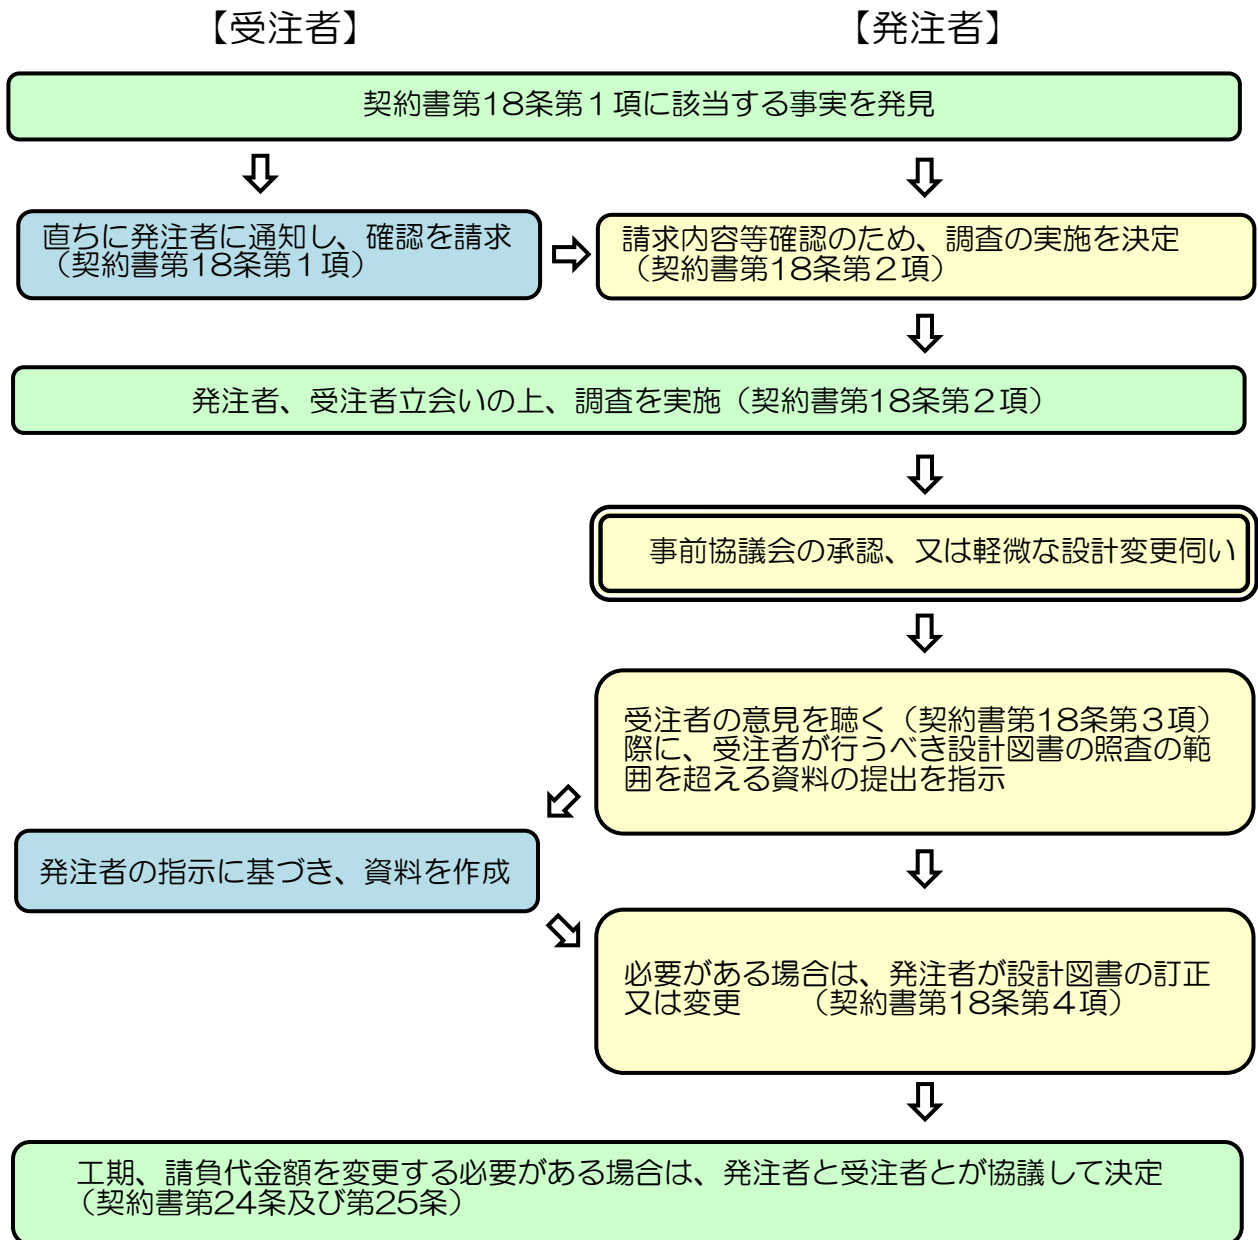 【受注者】
【発注者】
契約書第18条第１項に該当する事実を発見
直ちに発注者に通知し、確認を請求
（契約書第18条第１項）
請求内容等確認のため、調査の実施を決定
（契約書第18条第２項）
発注者、受注者立会いの上、調査を実施（契約書第18条第２項）
事前協議会の承認、又は軽微な設計変更伺い
受注者の意見を聴く（契約書第18条第３項）
際に、受注者が行うべき設計図書の照査の範
囲を超える資料の提出を指示
発注者の指示に基づき、資料を作成
必要がある場合は、発注者が設計図書の訂正
又は変更　　（契約書第18条第４項）
工期、請負代金額を変更する必要がある場合は、発注者と受注者とが協議して決定
（契約書第24条及び第25条）